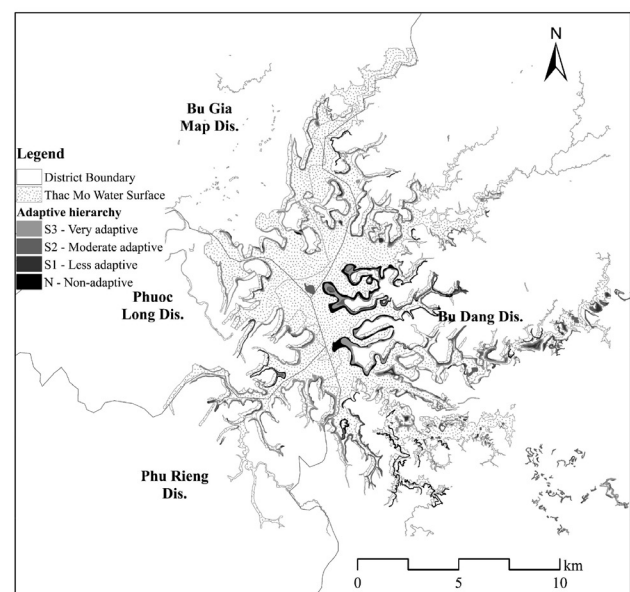 N
Bu Gia
Map Dis.
Legend
District Boundary
Thac Mo Water Surface
Adaptive hierarchy
S3 - Very adaptive
S2 - Moderate adaptive
S1 - Less adaptive
N - Non-adaptive
Phuoc
Long Dis.
Bu Dang Dis.
Phu Rieng
Dis.
km
0 5 10